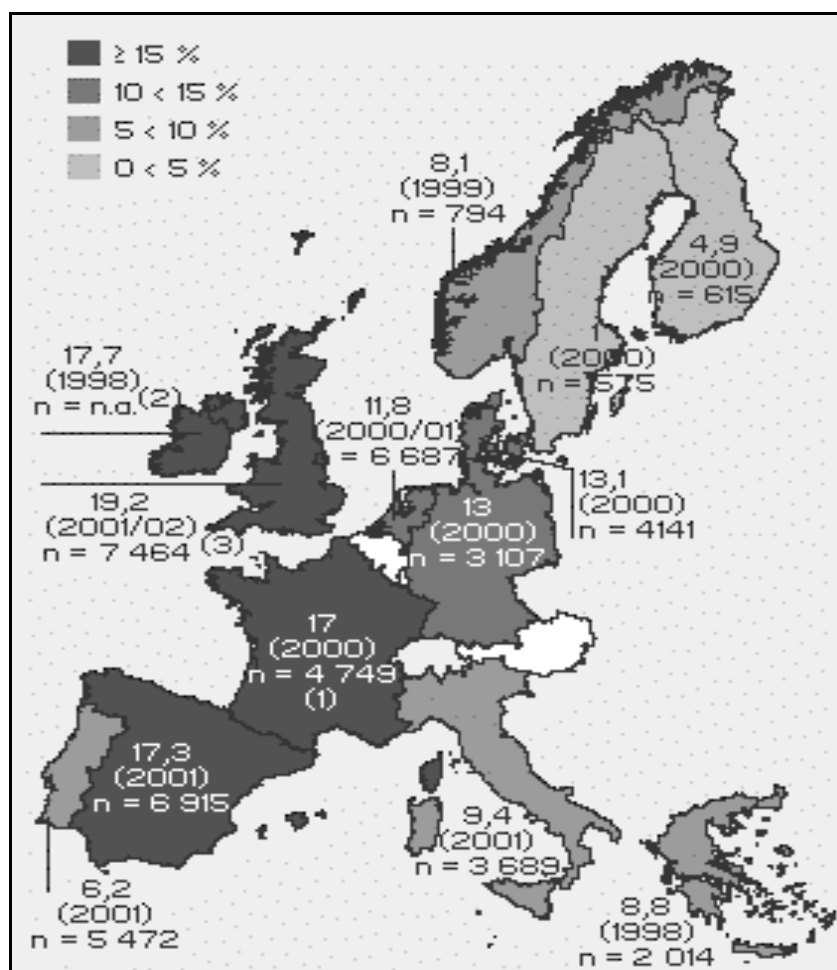 ≥ 15 %
10 < 15 %
5 < 10 %
0 < 5 %
8,1
(1999)
n = 794
4,9
(2000)
n = 615
1
(2000)
n = 575
17,7
(1998)
n = n.a. (2)
11,8
(2000/01)
n = 6 687
19,2
(2001/02)
n = 7 464 (3)
13
(2000)
n = 3 107
13,1
(2000)
n = 4141
17
(2000)
n = 4 749
(1)
17,3
(2001)
n = 6 915
9,4
(2001)
n = 3 689
6,2
(2001)
n = 5 472
8,8
(1998)
n = 2 014